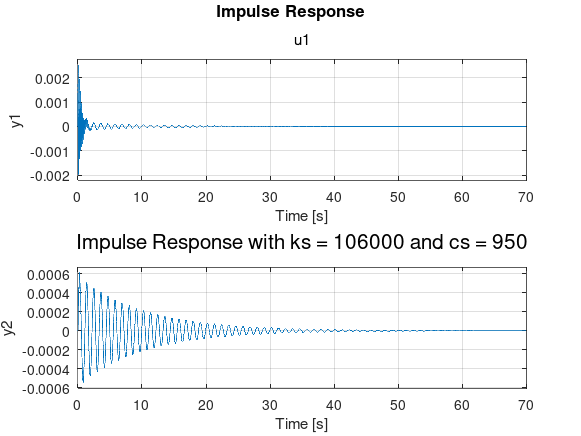 Impulse Response
u1
0.002
0.001
0
-0.001
-0.002
y1
0 10 20 30 40 50 60 70
Time [s]
Impulse Response with ks = 106000 and cs = 950
0.0006
0.0004
0.0002
0
-0.0002
-0.0004
-0.0006
y2
0 10 20 30 40 50 60 70
Time [s]